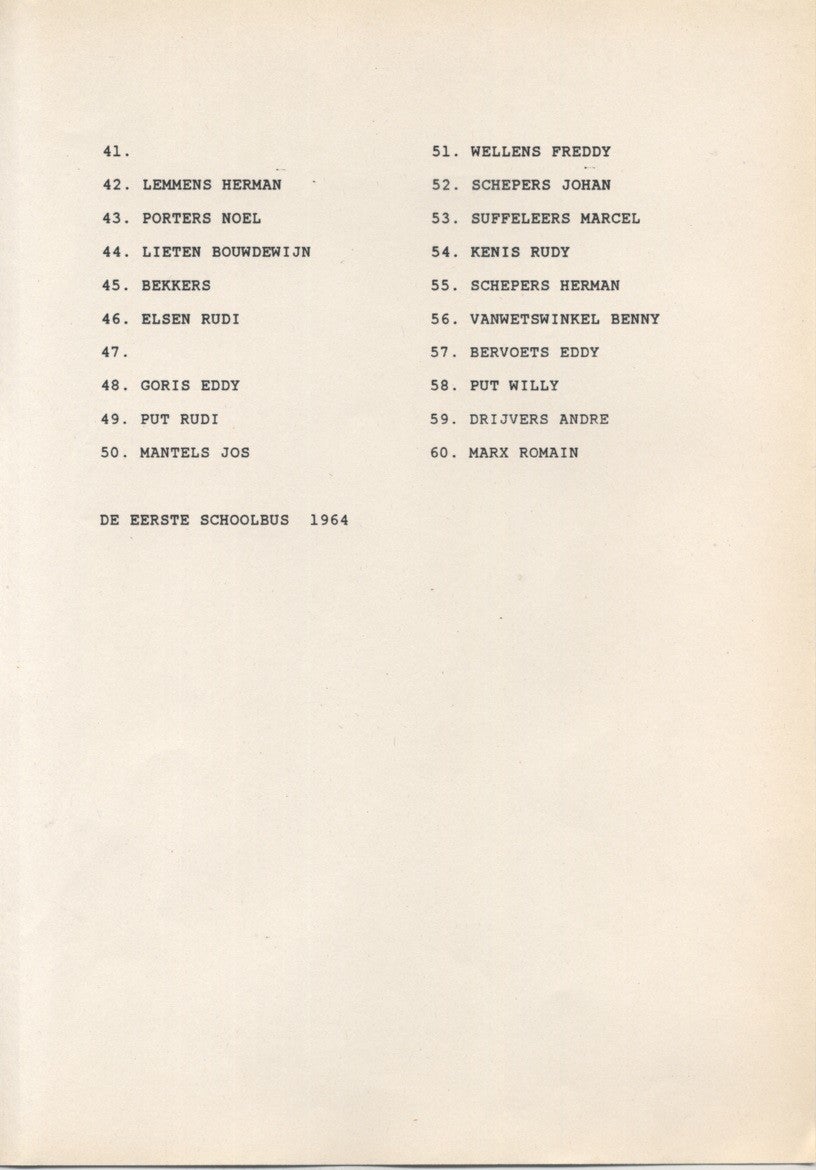 41.
42. LEMMENS HERMAN
43. PORTERS NOEL
44. LIETEN BOUWDEWIJN
45. BEKKERS
46. ELSEN RUDI
47.
48. GORIS EDDY
49. PUT RUDI
50. MANTELS JOS
51. WELLENS FREDDY
52. SCHEPERS JOHAN
53. SUFFELEERS MARCEL
54. KENIS RUDY
55. SCHEPERS HERMAN
56. VANWETSWINKEL BENNY
57. BERVOETS EDDY
58. PUT WILLY
59. DRIJVERS ANDRE
60. MARX ROMAIN
DE EERSTE SCHOOLBUS 1964